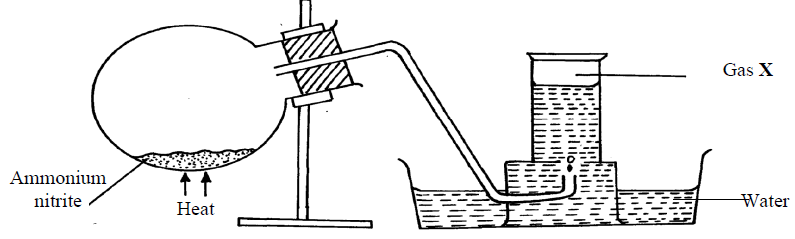 Gas X
Ammonium
nitrite
Heat
Water